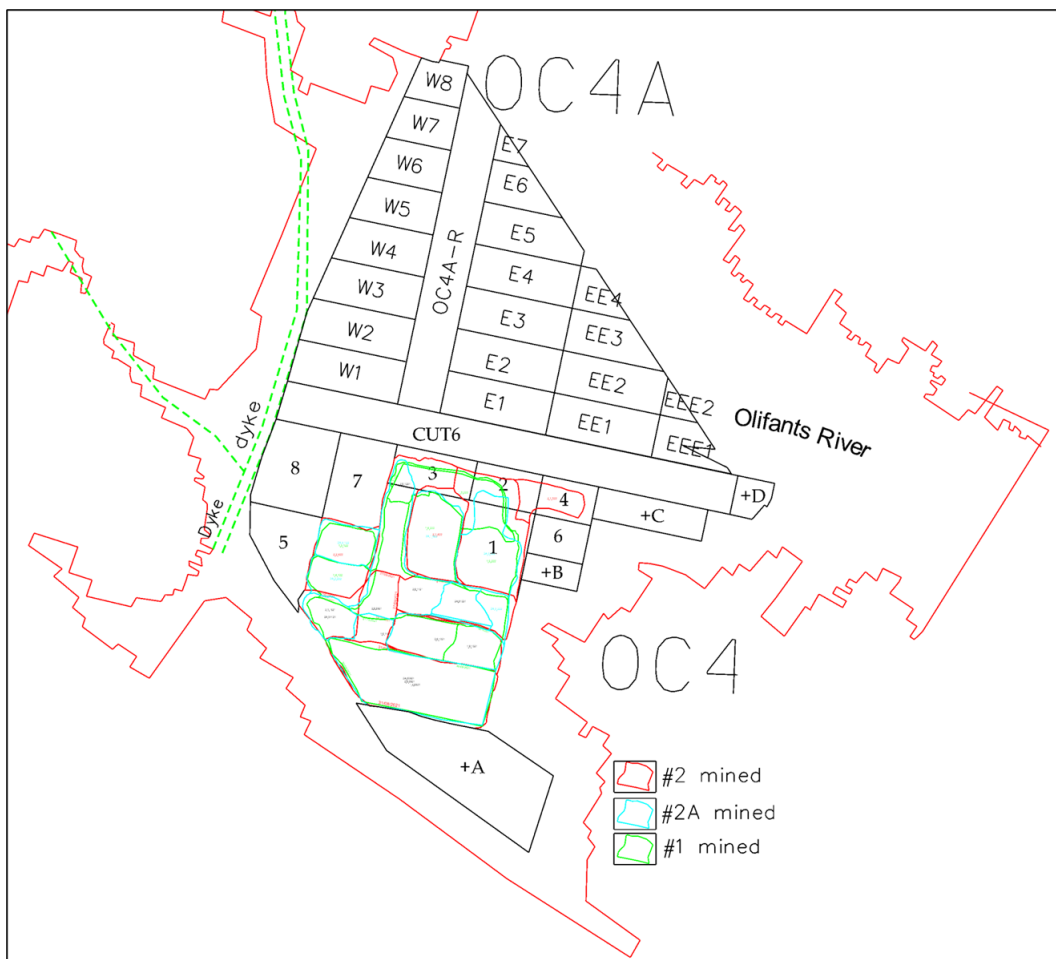 OC4A
W8
W7
E7
W6
E6
W5
E5
OC4A-R
W4
E4
EE4
W3
E3
EE3
W2
E2
EE2
EEE2
W1
E1
EE1
EEE1
Olifants River
dyke
CUT6
8
7
3
2
4
+D
+C
Dyke
5
1
6
+B
OC4
+A
#2 mined
#2A mined
#1 mined